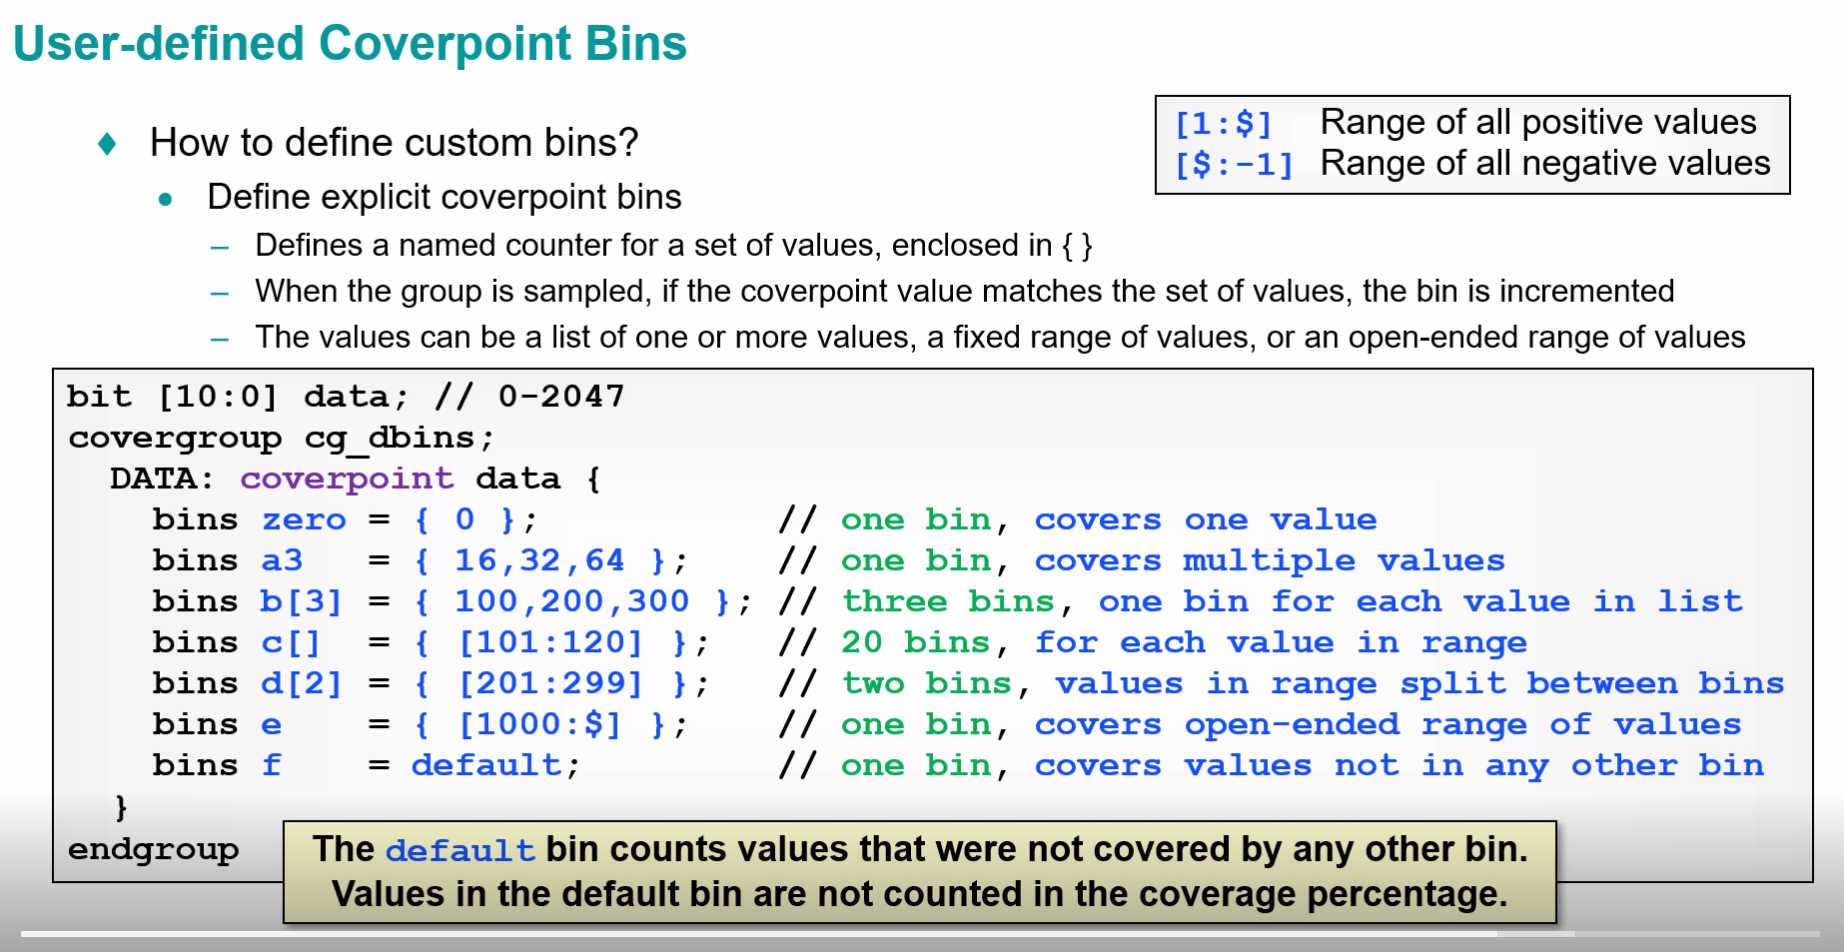 User-defined Coverpoint Bins
[1:$] Range of all positive values
[$:-1] Range of all negative values
♦ How to define custom bins?
• Define explicit coverpoint bins
– Defines a named counter for a set of values, enclosed in { }
– When the group is sampled, if the coverpoint value matches the set of values, the bin is incremented
– The values can be a list of one or more values, a fixed range of values, or an open-ended range of values
bit [10:0] data; // 0-2047
covergroup cg_dbins;
  DATA: coverpoint data {
    bins zero = { 0 };           // one bin, covers one value
    bins a3   = { 16,32,64 };    // one bin, covers multiple values
    bins b[3] = { 100,200,300 }; // three bins, one bin for each value in list
    bins c[]  = { [101:120] };   // 20 bins, for each value in range
    bins d[2] = { [201:299] };   // two bins, values in range split between bins
    bins e    = { [1000:$] };    // one bin, covers open-ended range of values
    bins f    = default;         // one bin, covers values not in any other bin
  }
endgroup
The default bin counts values that were not covered by any other bin.
Values in the default bin are not counted in the coverage percentage.